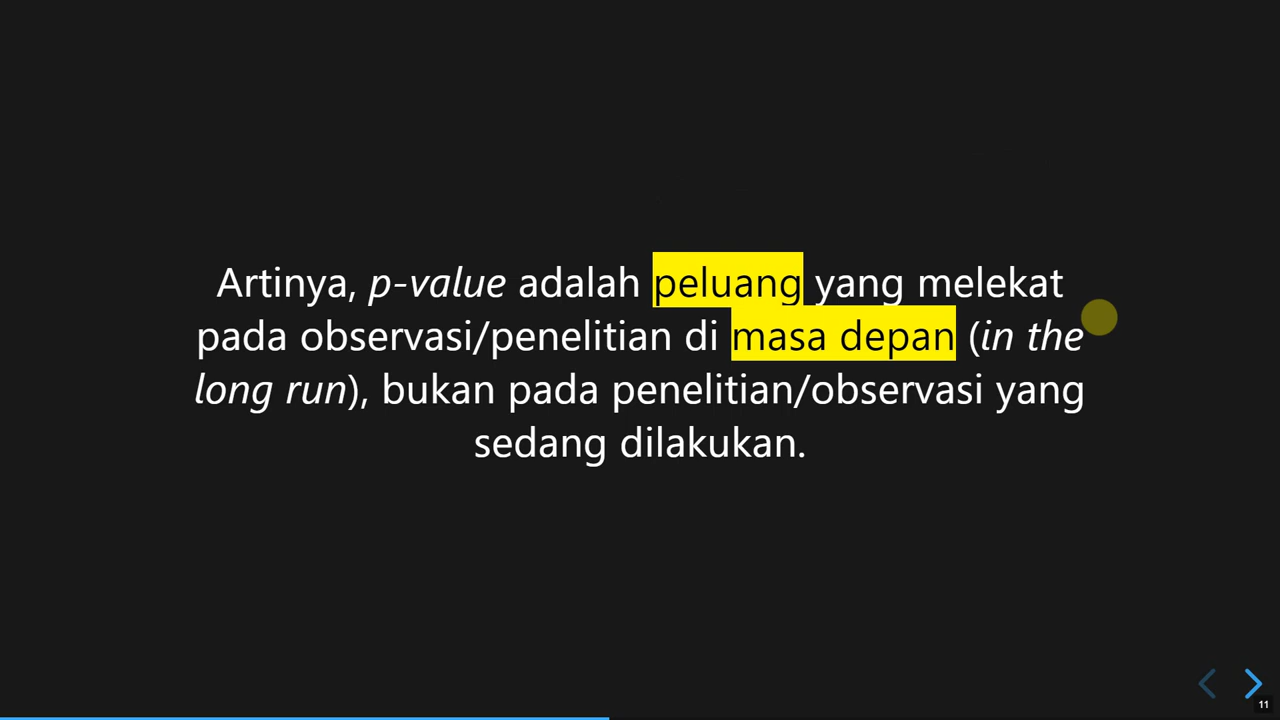 Artinya, p-value adalah peluang yang melekat
pada observasi/penelitian di masa depan (in the
long run), bukan pada penelitian/observasi yang
sedang dilakukan.
11